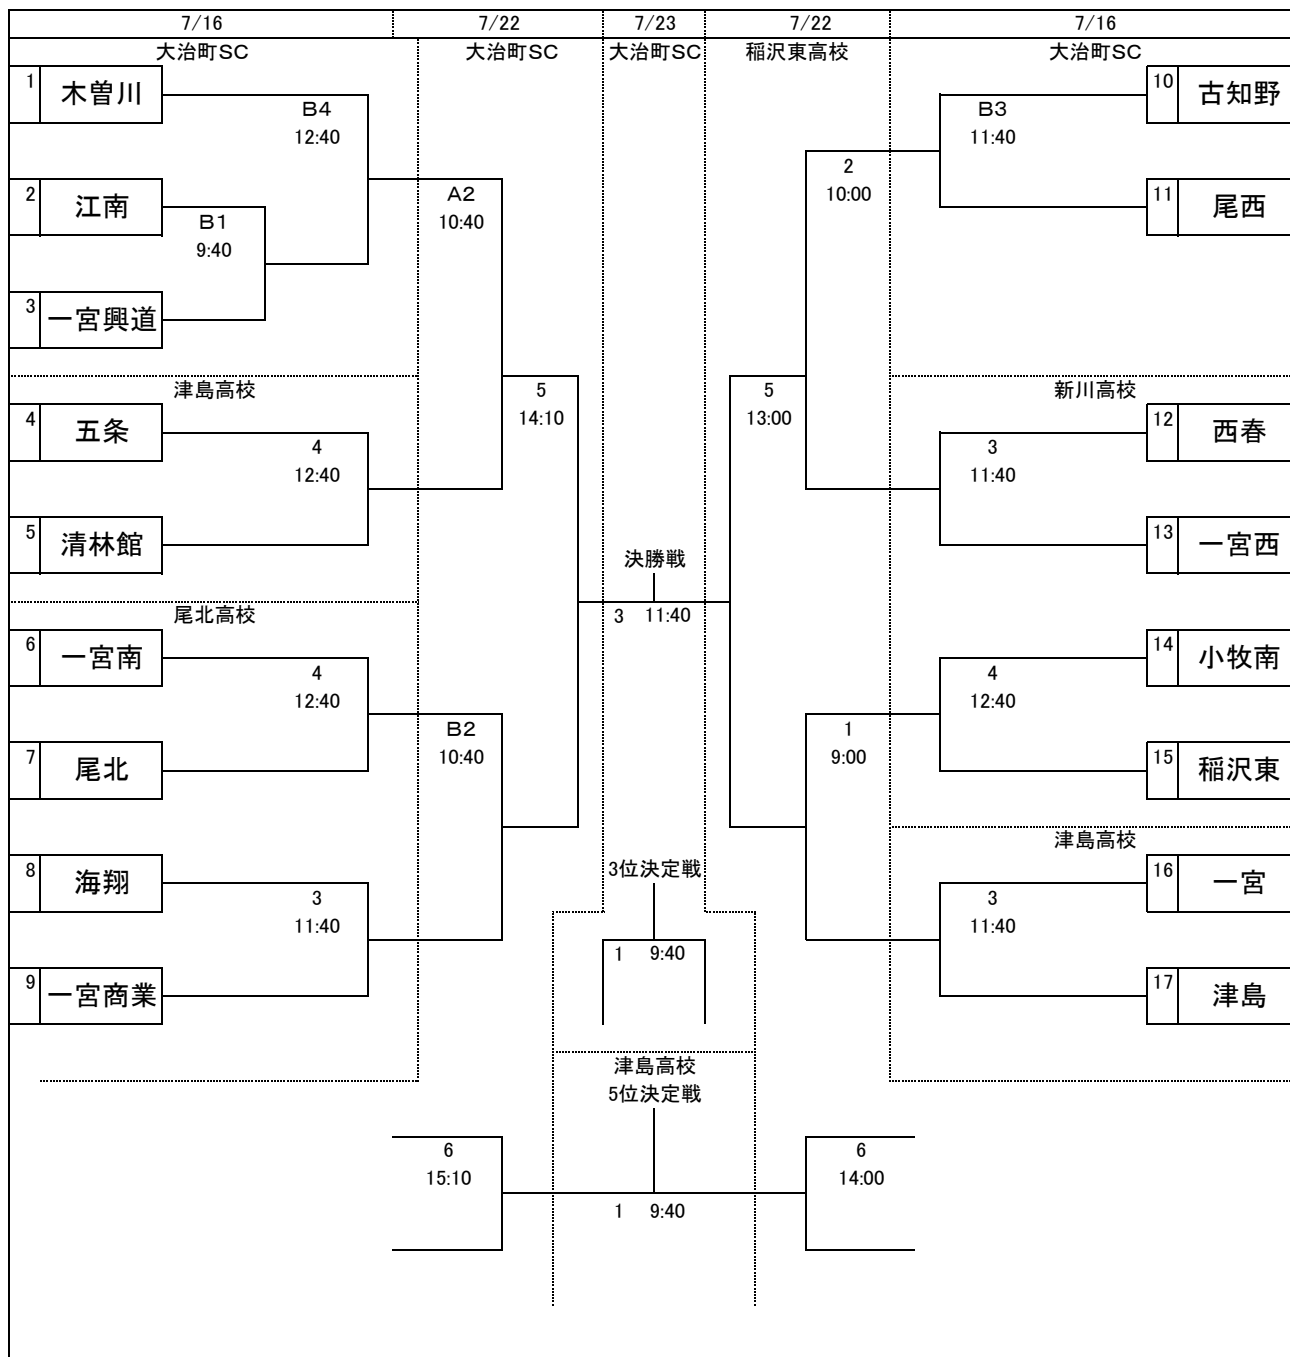 7/16 7/22 7/23 7/22 7/16
大治町SC 大治町SC 大治町SC 稲沢東高校 大治町SC
1 木曽川
B4
12:40
2 江南
B1
9:40
A2
10:40
3 一宮興道
津島高校
4 五条
4
12:40
5
14:10
5 清林館
尾北高校
6 一宮南
4
12:40
7 尾北
B2
10:40
8 海翔
3
11:40
9 一宮商業
決勝戦
3 11:40
3位決定戦
1 9:40
津島高校
5位決定戦
6
15:10
1 9:40
6
14:00
10 古知野
B3
11:40
2
10:00
11 尾西
新川高校
5
13:00
12 西春
3
11:40
13 一宮西
14 小牧南
4
12:40
1
9:00
15 稲沢東
津島高校
16 一宮
3
11:40
17 津島